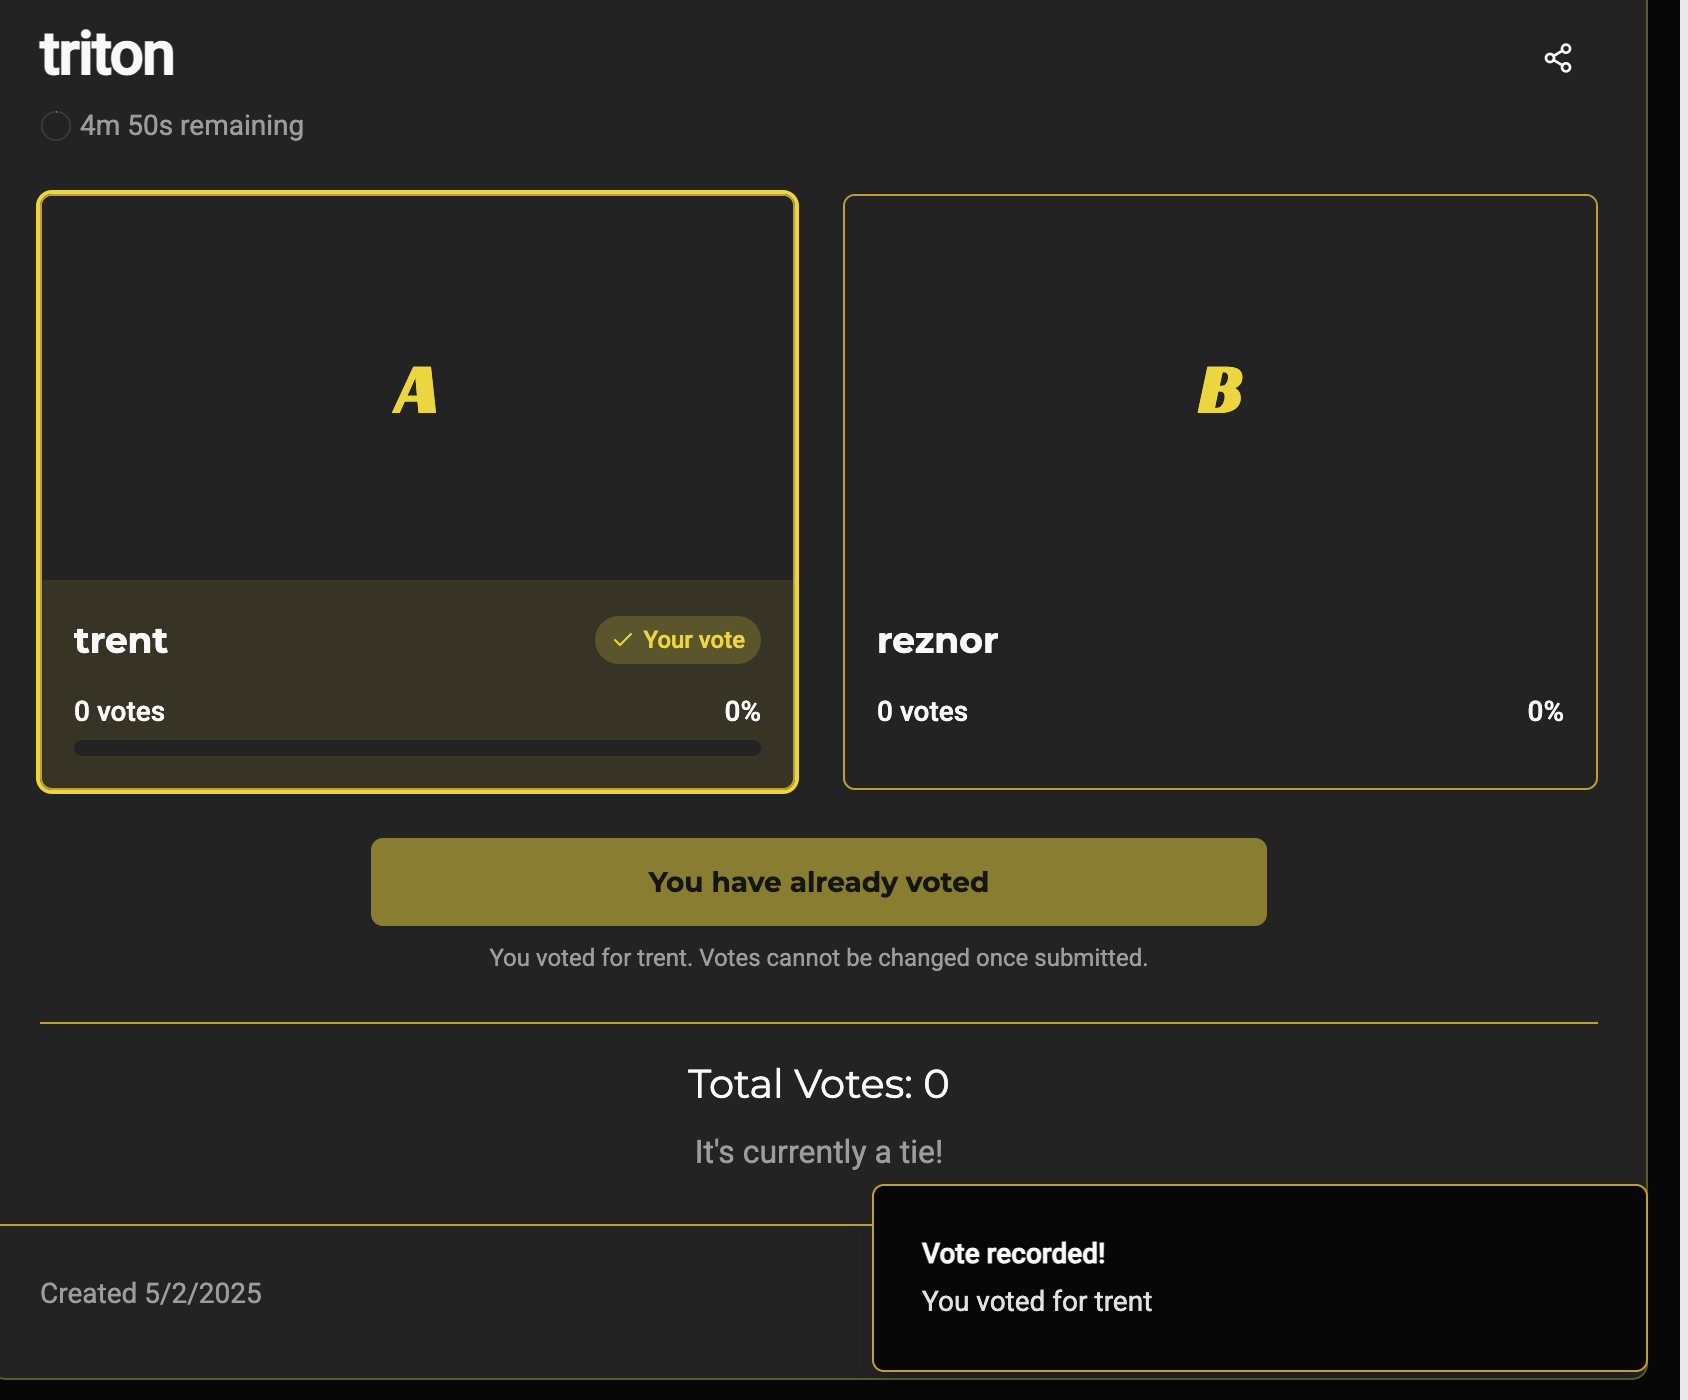 triton
4m 50s remaining
A
B
trent
Your vote
0 votes
0%
reznor
0 votes
0%
You have already voted
You voted for trent. Votes cannot be changed once submitted.
Total Votes: 0
It's currently a tie!
Created 5/2/2025
Vote recorded!
You voted for trent